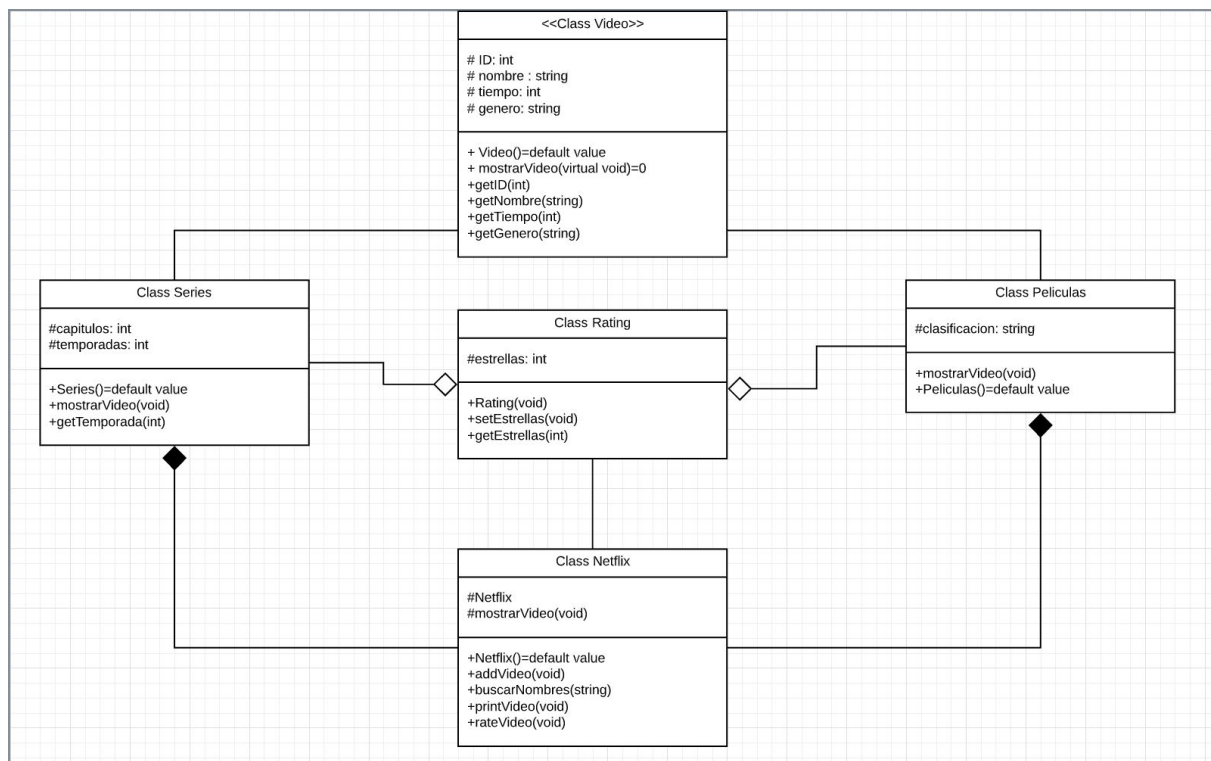 <<Class Video>>
# ID: int
# nombre : string
# tiempo: int
# genero: string
+ Video()=default value
+ mostrarVideo(virtual void)=0
+getID(int)
+getNombre(string)
+getTiempo(int)
+getGenero(string)
Class Series
#capitulos: int
#temporadas: int
+Series()=default value
+mostrarVideo(void)
+getTemporada(int)
Class Rating
#estrellas: int
+Rating(void)
+setEstrellas(void)
+getEstrellas(int)
Class Peliculas
#clasificacion: string
+mostrarVideo(void)
+Peliculas()=default value
Class Netflix
#Netflix
#mostrarVideo(void)
+Netflix()=default value
+addVideo(void)
+buscarNombres(string)
+printVideo(void)
+rateVideo(void)